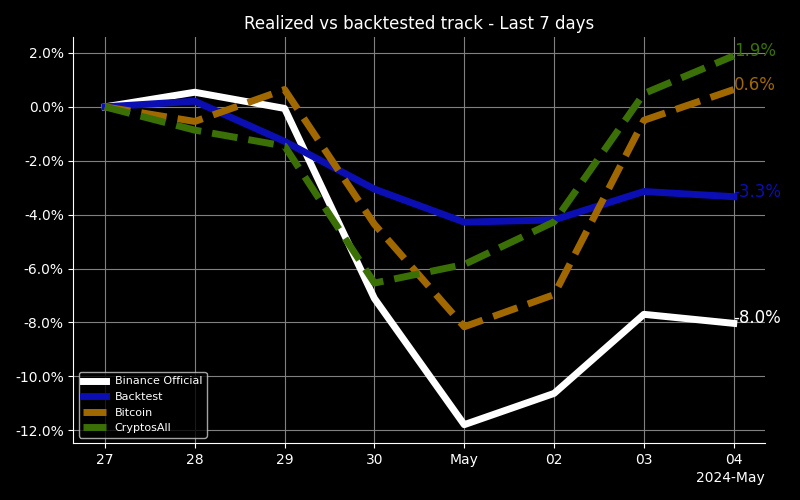 Realized vs backtested track - Last 7 days
2.0%
0.0%
-2.0%
-4.0%
-6.0%
-8.0%
-10.0%
-12.0%
1.9%
0.6%
-3.3%
-8.0%
Binance Official
Backtest
Bitcoin
CryptosAll
27 28 29 30 May 02 03 04
2024-May